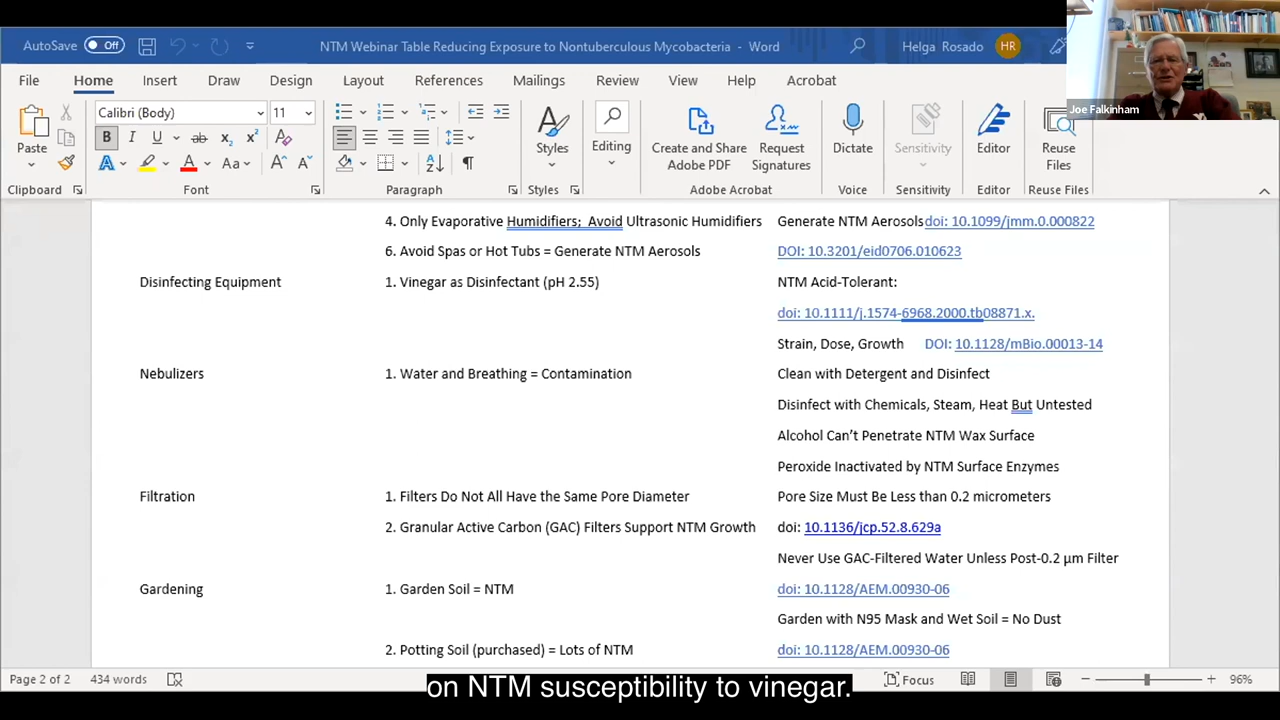 AutoSave Off NTM Webinar Table Reducing Exposure to Nontuberculous Mycobacteria - Word Helga Rosado HR
File Home Insert Draw Design Layout References Mailings Review View Help Acrobat
Joe Falkinham
Calibri (Body) 11
Paste Styles Editing Create and Share Adobe PDF Request Signatures Dictate Sensitivity Editor Reuse Files
Clipboard Font Paragraph Styles Adobe Acrobat Voice Sensitivity Editor Reuse Files
4. Only Evaporative Humidifiers; Avoid Ultrasonic Humidifiers Generate NTM Aerosols doi: 10.1099/jmm.0.000822
6. Avoid Spas or Hot Tubs = Generate NTM Aerosols DOI: 10.3201/eid0706.010623
Disinfecting Equipment 1. Vinegar as Disinfectant (pH 2.55) NTM Acid-Tolerant:
doi: 10.1111/j.1574-6968.2000.tb08871.x.
Strain, Dose, Growth DOI: 10.1128/mBio.00013-14
Nebulizers 1. Water and Breathing = Contamination Clean with Detergent and Disinfect
Disinfect with Chemicals, Steam, Heat But Untested
Alcohol Can't Penetrate NTM Wax Surface
Peroxide Inactivated by NTM Surface Enzymes
Filtration 1. Filters Do Not All Have the Same Pore Diameter Pore Size Must Be Less than 0.2 micrometers
2. Granular Active Carbon (GAC) Filters Support NTM Growth doi: 10.1136/jcp.52.8.629a
Never Use GAC-Filtered Water Unless Post-0.2 µm Filter
Gardening 1. Garden Soil = NTM doi: 10.1128/AEM.00930-06
Garden with N95 Mask and Wet Soil = No Dust
2. Potting Soil (purchased) = Lots of NTM doi: 10.1128/AEM.00930-06
Page 2 of 2 434 words Focus 96%
on NTM susceptibility to vinegar.